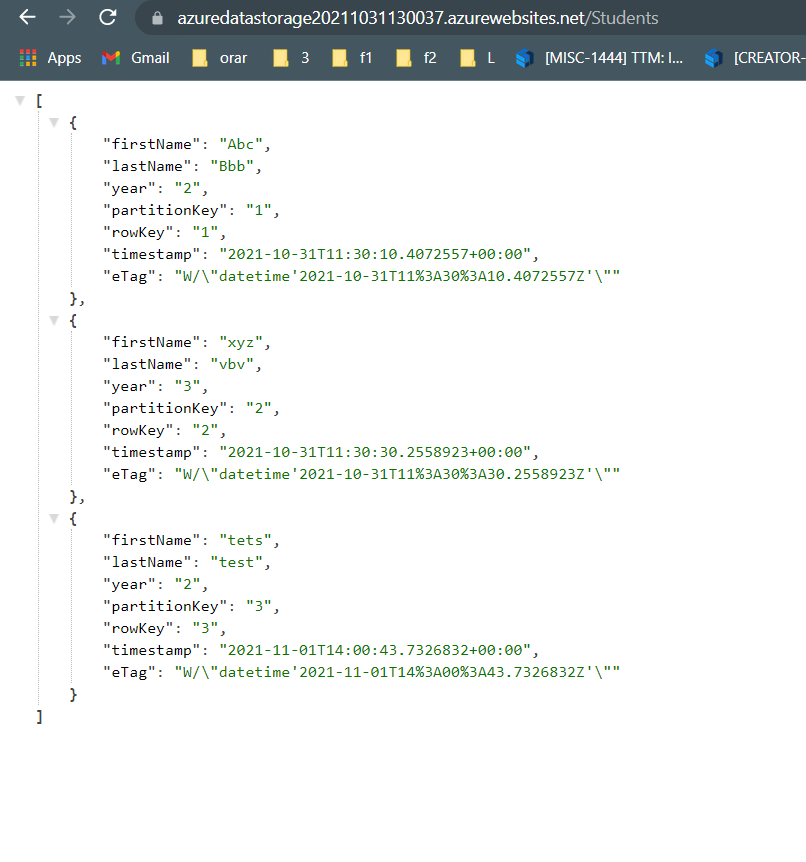 azuredatastorage20211031130037.azurewebsites.net/Students
Apps Gmail orar 3 f1 f2 L [MISC-1444] TTM: I... [CREATOR-
[
{
"firstName": "Abc",
"lastName": "Bbb",
"year": "2",
"partitionKey": "1",
"rowKey": "1",
"timestamp": "2021-10-31T11:30:10.4072557+00:00",
"eTag": "W/\"datetime'2021-10-31T11%3A30%3A10.4072557Z'\""
},
{
"firstName": "xyz",
"lastName": "vbv",
"year": "3",
"partitionKey": "2",
"rowKey": "2",
"timestamp": "2021-10-31T11:30:30.2558923+00:00",
"eTag": "W/\"datetime'2021-10-31T11%3A30%3A30.2558923Z'\""
},
{
"firstName": "tets",
"lastName": "test",
"year": "2",
"partitionKey": "3",
"rowKey": "3",
"timestamp": "2021-11-01T14:00:43.7326832+00:00",
"eTag": "W/\"datetime'2021-11-01T14%3A00%3A43.7326832Z'\""
}
]